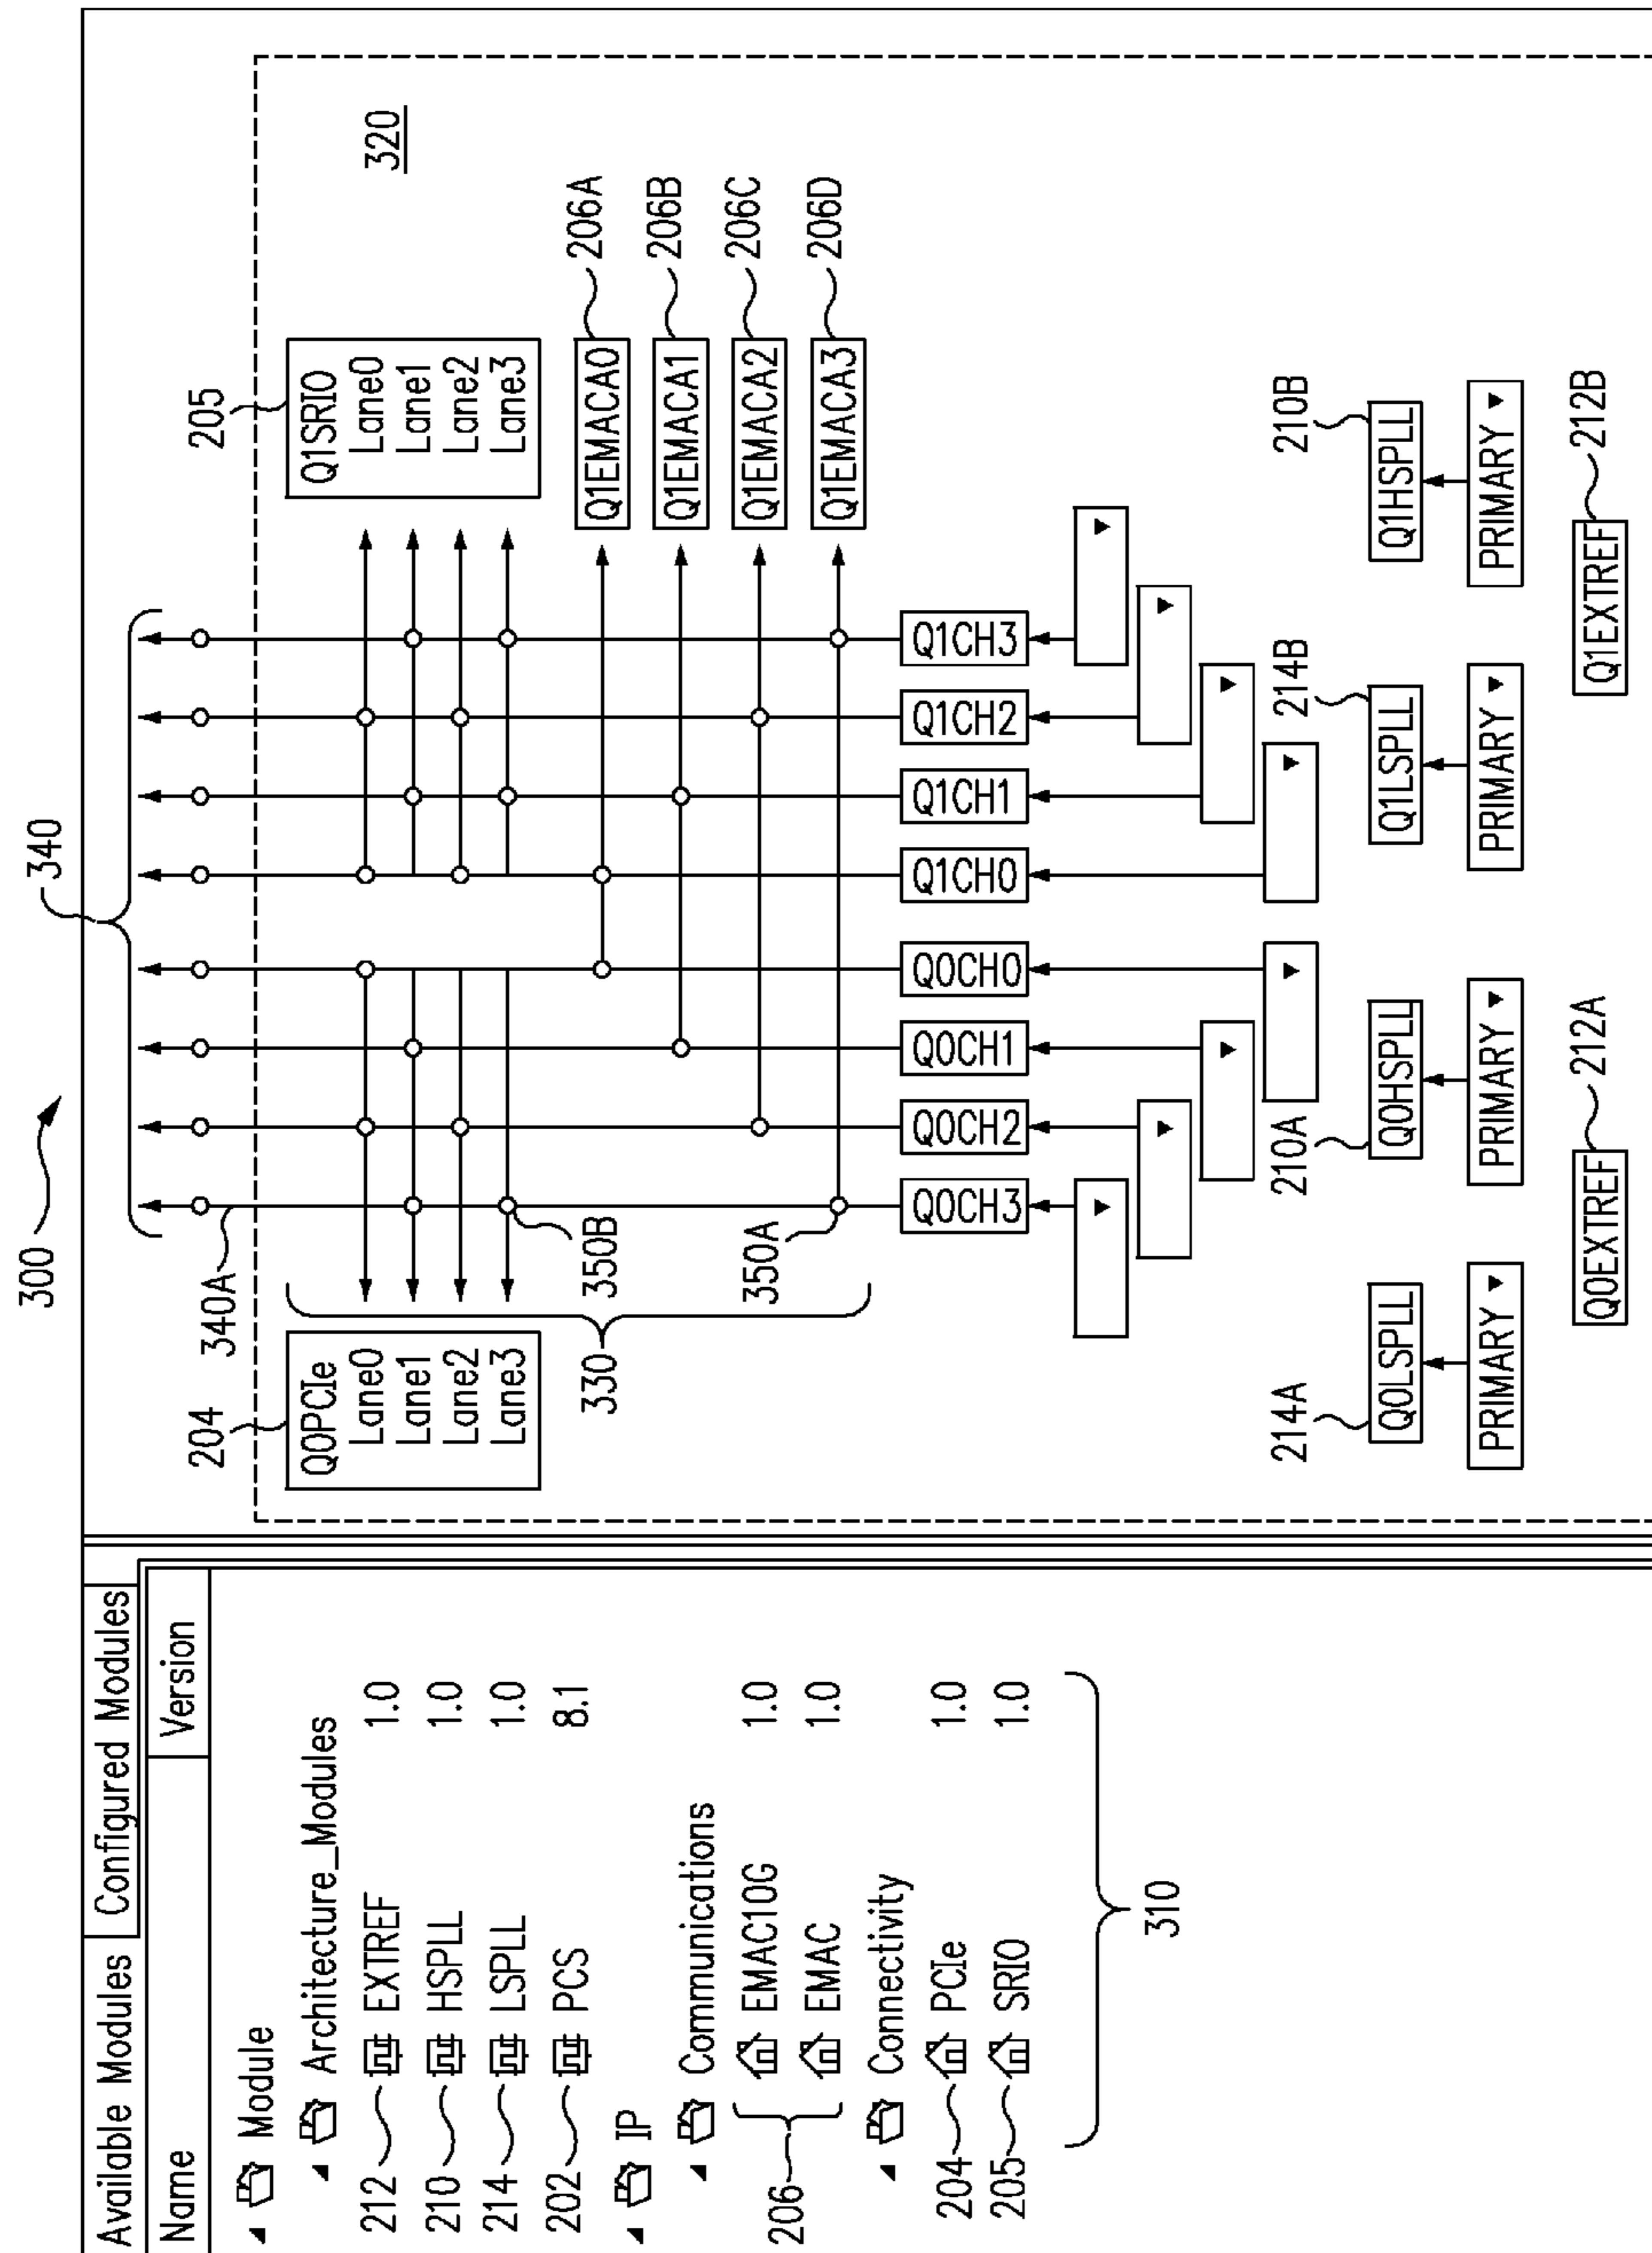 300
340
Available Modules
Configured Modules
Name
Version
Module
Architecture_Modules
212
EXTREF
1.0
210
HSPLL
1.0
214
LSPLL
1.0
202
PCS
8.1
IP
Communications
206
EMAC10G
1.0
EMAC
1.0
Connectivity
204
PCIe
1.0
205
SRIO
1.0
310
340A
204
205
320
Q0PCIe
Lane0
Lane1
Lane2
Lane3
Q1SRIO
Lane0
Lane1
Lane2
Lane3
330
350B
350A
Q1EMACA0
206A
Q1EMACA1
206B
Q1EMACA2
206C
Q1EMACA3
206D
Q0CH3
Q0CH2
Q0CH1
Q0CH0
Q1CH0
Q1CH1
Q1CH2
Q1CH3
214A
210A
214B
210B
Q0LSPLL
Q0HSPLL
Q1LSPLL
Q1HSPLL
PRIMARY
PRIMARY
PRIMARY
PRIMARY
Q0EXTREF
212A
Q1EXTREF
212B